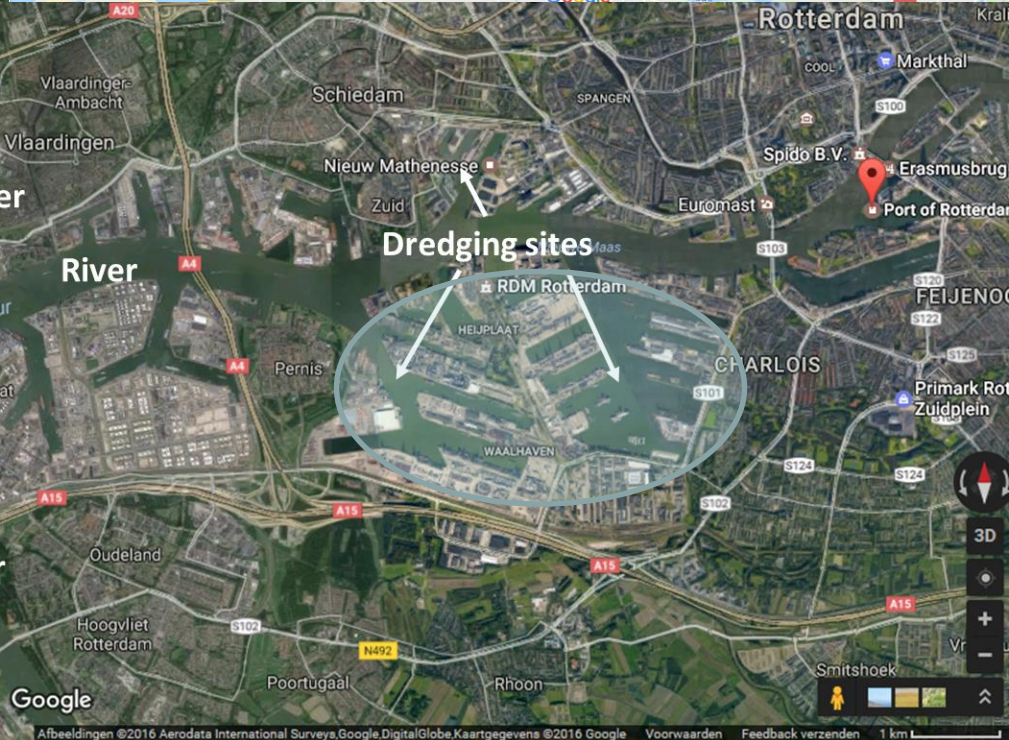 A20
Rotterdam
Markthal
COOL
Vlaardinger-
Ambacht
Schiedam
SPANGEN
S100
Vlaardingen
Spido B.V.
Nieuw Mathenesse
Erasmusbrug
Zuid
Euromast
Port of Rotterda
Dredging sites
Maas
S103
River
A4
S120
RDM Rotterdam
FEIJENOO
S122
HEIJPLAAT
S125
A4
Pernis
CHARLOIS
S101
Primark Rot
Zuidplein
WAALHAVEN
S124
S124
A15
S102
A15
3D
Oudeland
A15
A15
Hoogvliet
Rotterdam
S102
N492
Smitshoek
Poortugaal
Rhoon
Google
Afbeeldingen ©2016 Aerodata International Surveys,Google,DigitalGlobe,Kaartgegevens ©2016 Google Voorwaarden Feedback verzenden 1 km